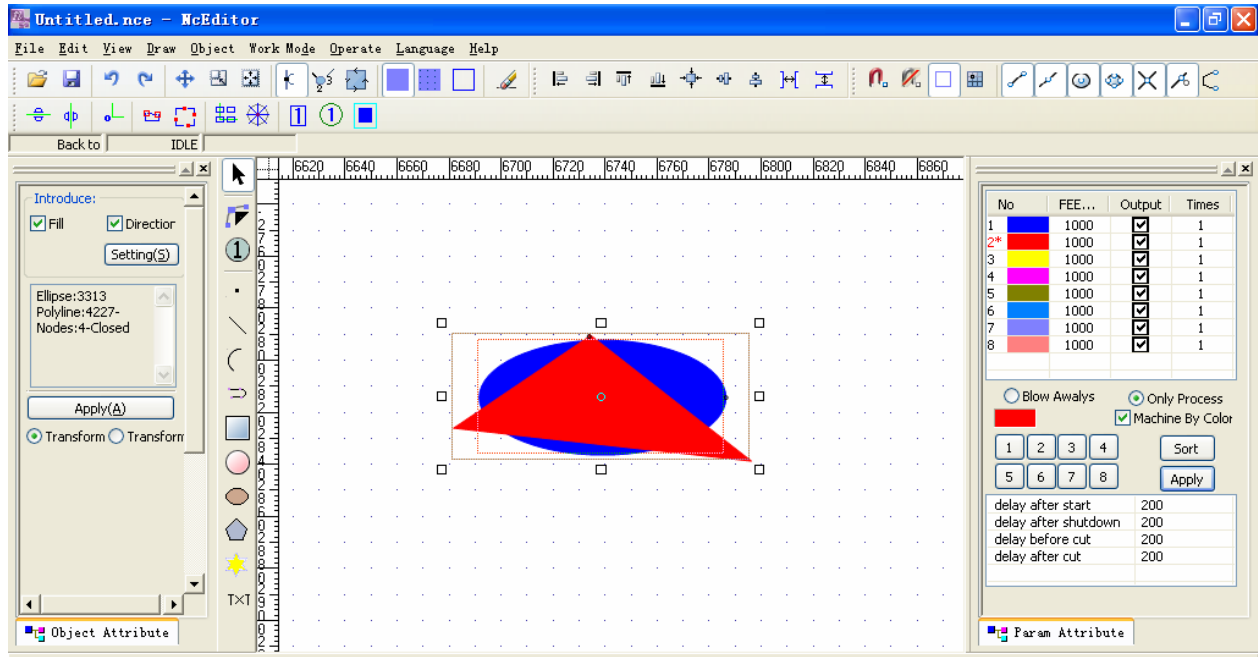 Untitled.nce - NcEditor
File Edit View Draw Object Work Mode Operate Language Help
Back to IDLE
6620 6640 6660 6680 6700 6720 6740 6760 6780 6800 6820 6840 6860
Introduce:
Fill Direction
Setting(S)
Ellipse:3313
Polyline:4227-
Nodes:4-Closed
Apply(A)
Transform Transform
Object Attribute
1
TXT
No FEE... Output Times
1 1000 1
2* 1000 1
3 1000 1
4 1000 1
5 1000 1
6 1000 1
7 1000 1
8 1000 1
Blow Awalys Only Process
Machine By Color
1 2 3 4 Sort
5 6 7 8 Apply
delay after start 200
delay after shutdown 200
delay before cut 200
delay after cut 200
Param Attribute